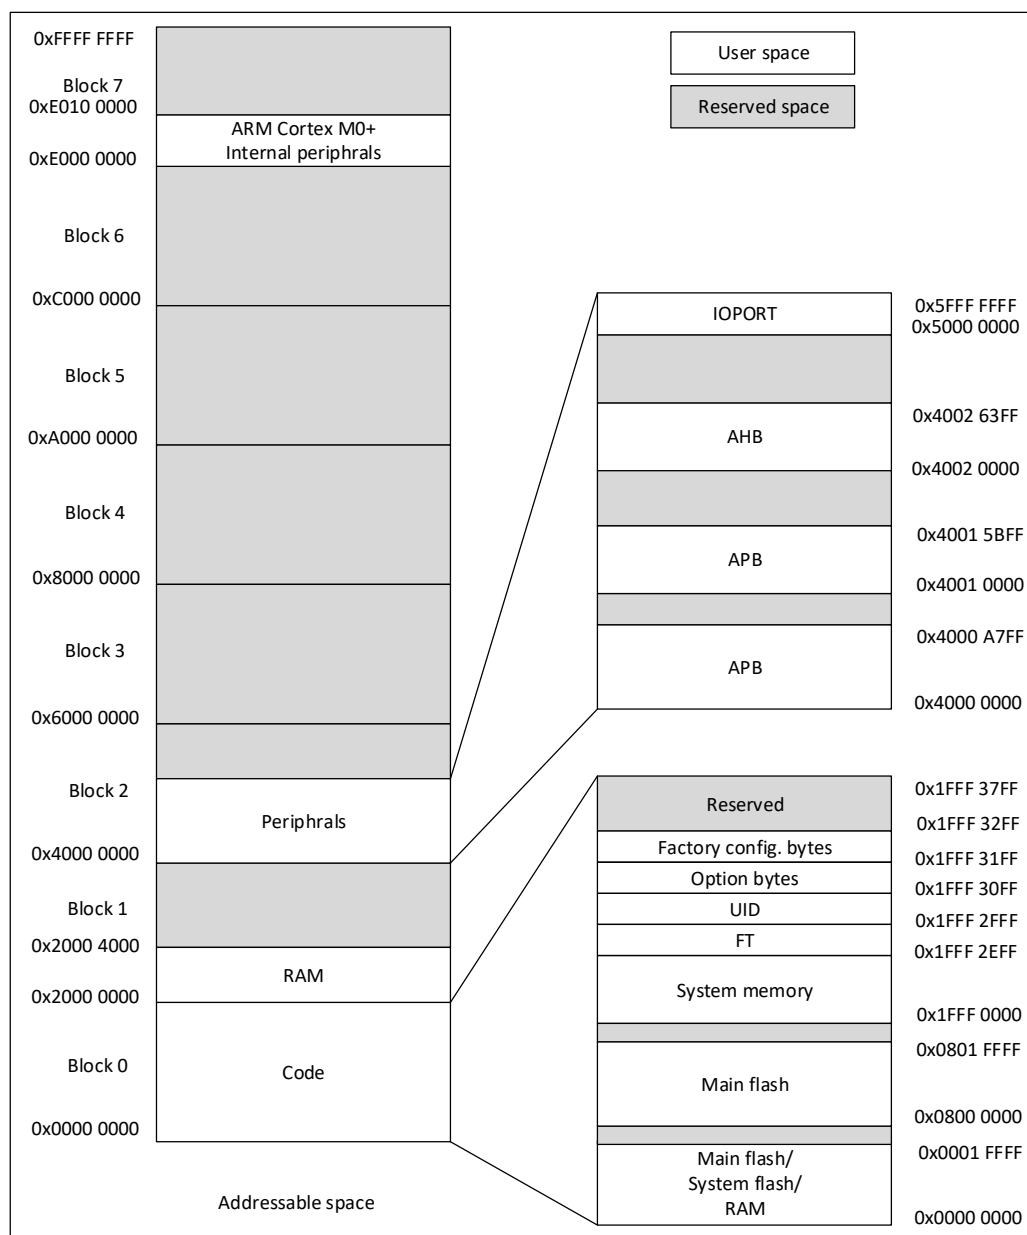 0xFFFF FFFF
Block 7
0xE010 0000
ARM Cortex M0+
Internal periphrals
0xE000 0000
Block 6
0xC000 0000
Block 5
0xA000 0000
Block 4
0x8000 0000
Block 3
0x6000 0000
Block 2
Periphrals
0x4000 0000
Block 1
0x2000 4000
RAM
0x2000 0000
Block 0
Code
0x0000 0000
Addressable space
User space
Reserved space
IOPORT
0x5FFF FFFF
0x5000 0000
AHB
0x4002 63FF
0x4002 0000
APB
0x4001 5BFF
0x4001 0000
APB
0x4000 A7FF
0x4000 0000
Reserved
0x1FFF 37FF
0x1FFF 32FF
Factory config. bytes
0x1FFF 31FF
Option bytes
0x1FFF 30FF
UID
0x1FFF 2FFF
FT
0x1FFF 2EFF
System memory
0x1FFF 0000
0x0801 FFFF
Main flash
0x0800 0000
0x0001 FFFF
Main flash/
System flash/
RAM
0x0000 0000